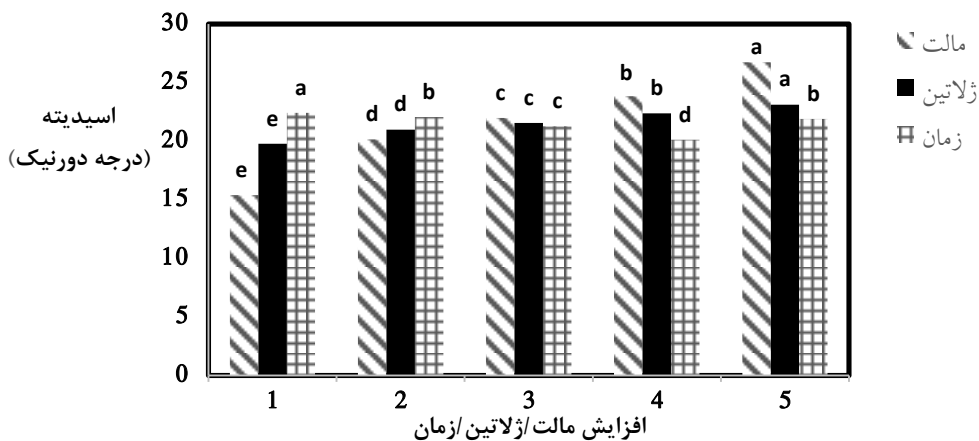 30
25
20
15
10
5
0
اسیدیته
(درجه دورنیک)
e e a
d d b
c c c
b b d
a a b
1 2 3 4 5
افزایش مالت/ژلاتین/زمان
مالت
ژلاتین
زمان